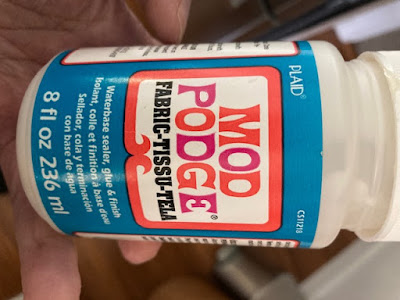 PLAID®
MOD
PODGE®
FABRIC•TISSU•TELA
Waterbase sealer, glue & finish
Isolant, colle et finition à base d'eau
Sellador, cola y terminación
con base de agua
8 fl oz 236 ml
CS11218